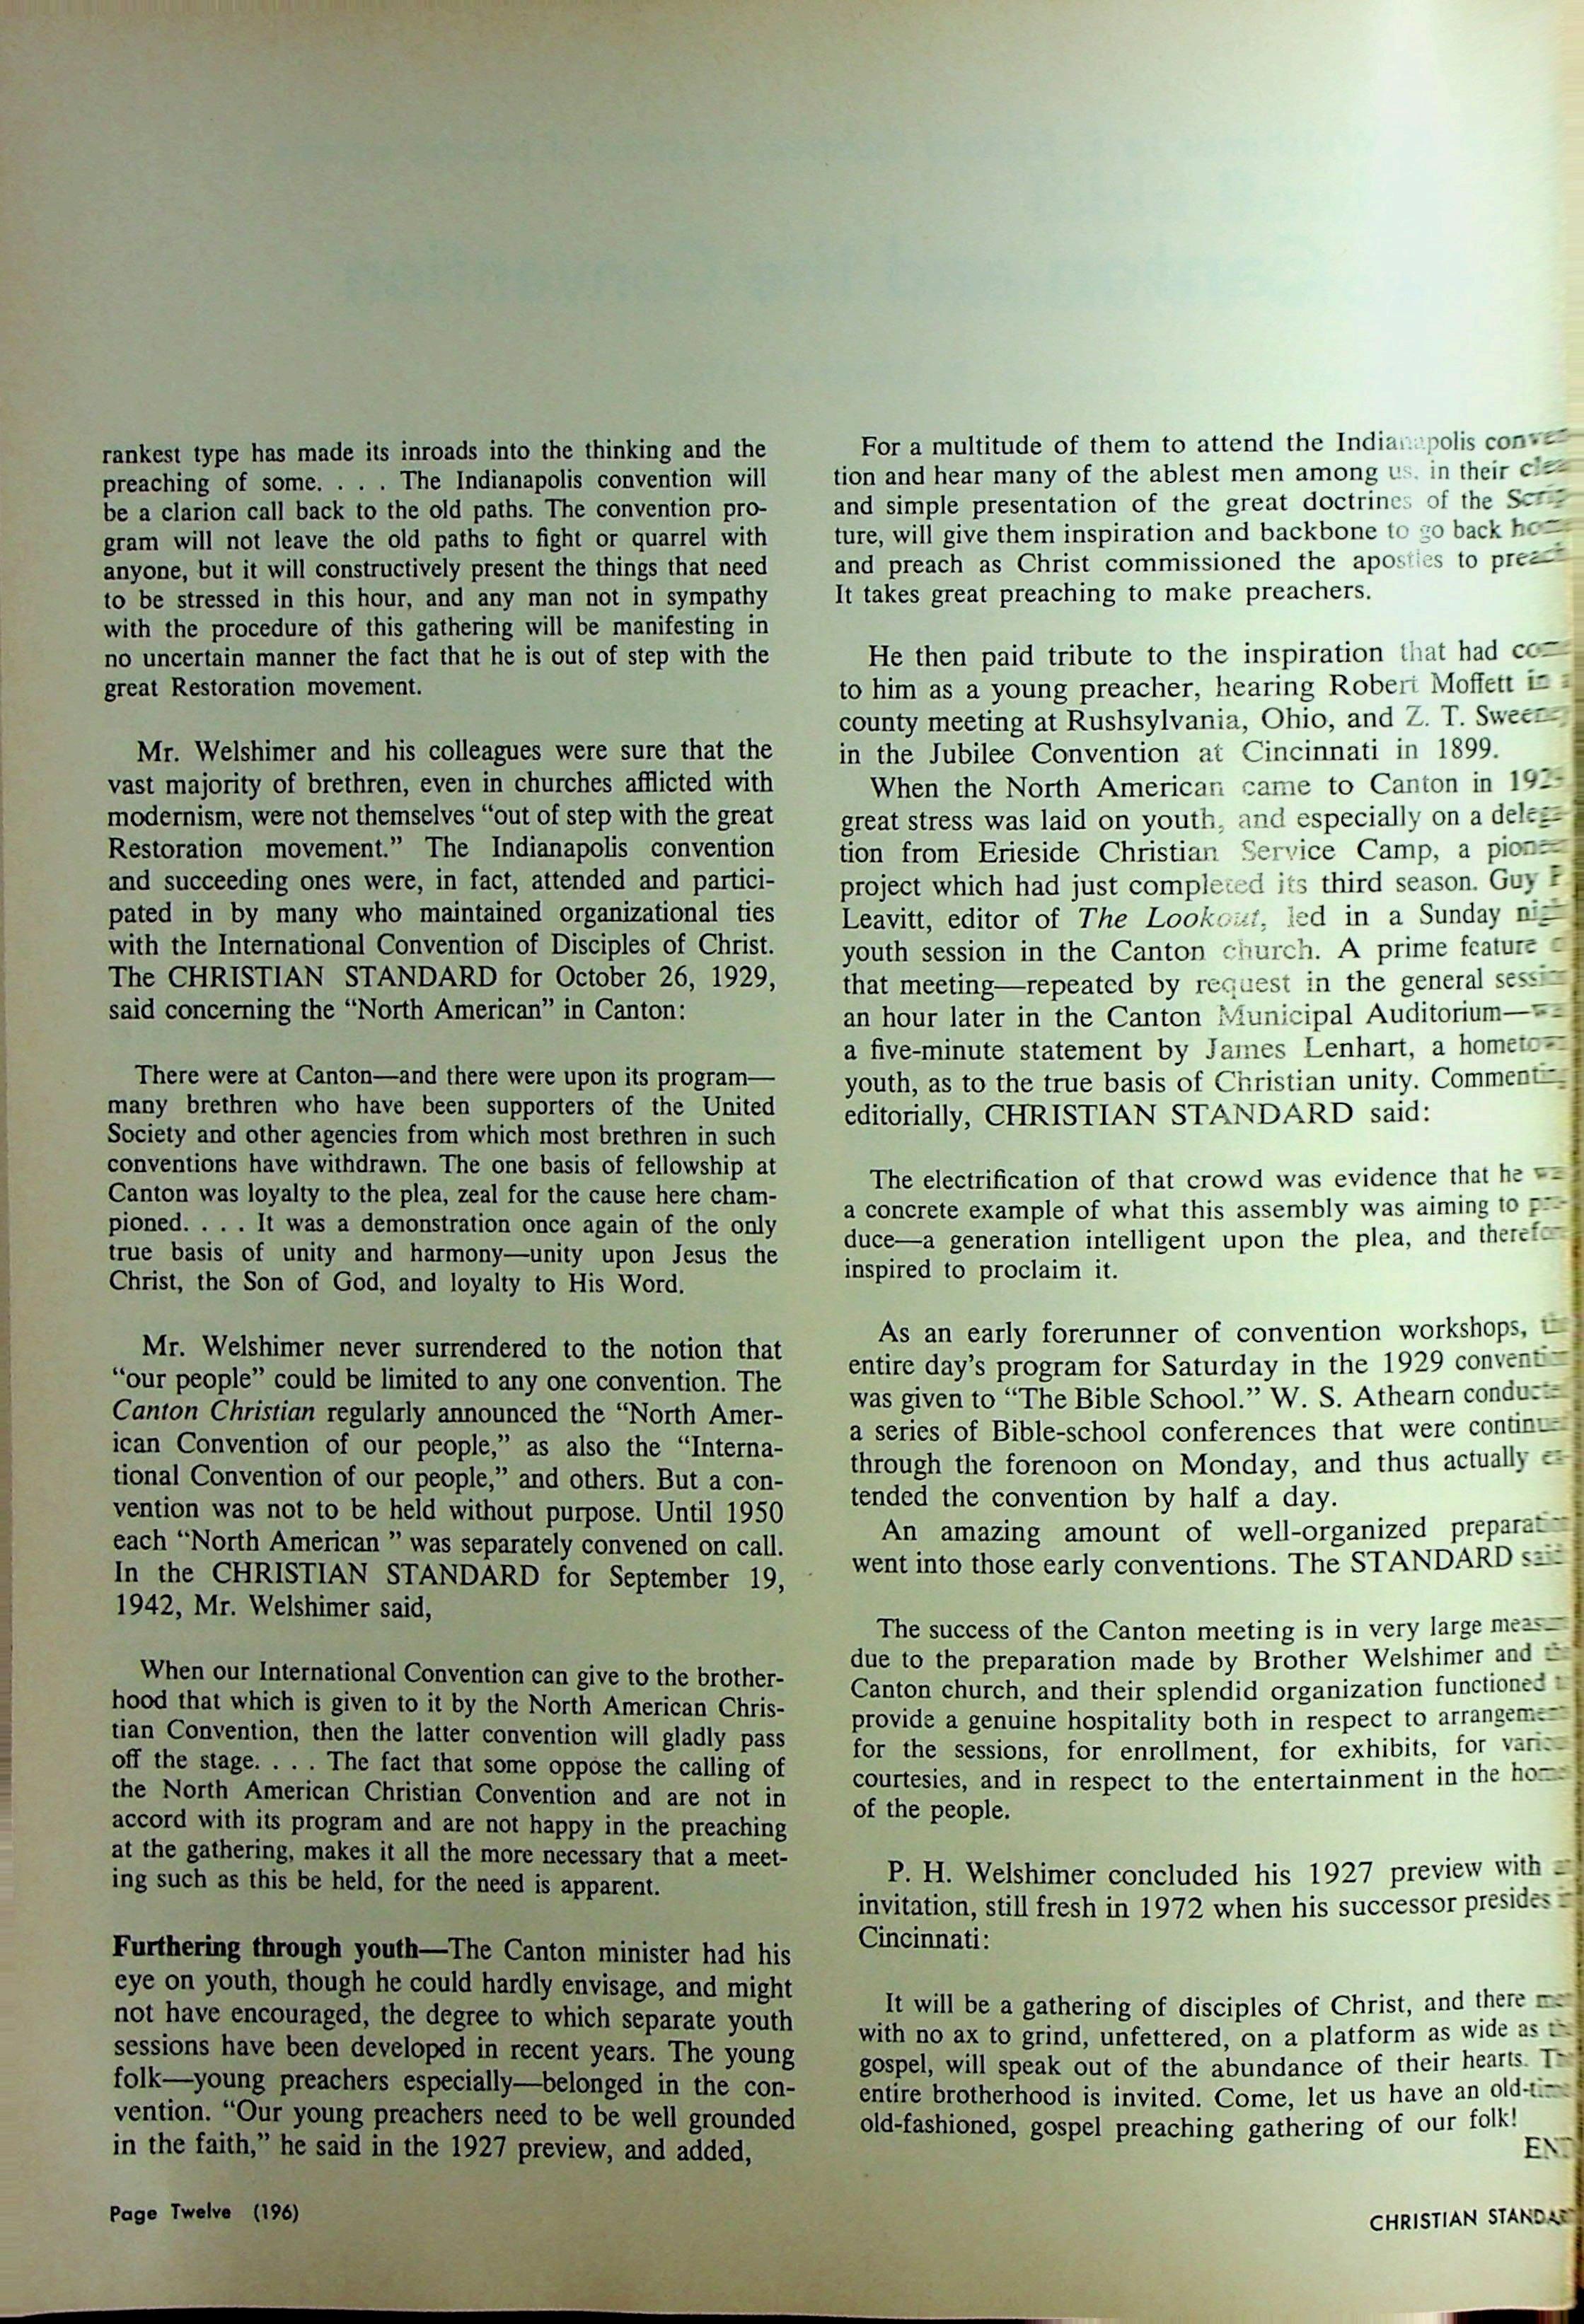 rankest type has made its inroads into the thinking and the
preaching of some. . . . The Indianapolis convention will
be a clarion call back to the old paths. The convention pro-
gram will not leave the old paths to fight or quarrel with
anyone, but it will constructively present the things that need
to be stressed in this hour, and any man not in sympathy
with the procedure of this gathering will be manifesting in
no uncertain manner the fact that he is out of step with the
great Restoration movement.
Mr. Welshimer and his colleagues were sure that the
vast majority of brethren, even in churches afflicted with
modernism, were not themselves “out of step with the great
Restoration movement.” The Indianapolis convention
and succeeding ones were, in fact, attended and partici-
pated in by many who maintained organizational ties
with the International Convention of Disciples of Christ.
The CHRISTIAN STANDARD for October 26, 1929,
said concerning the “North American” in Canton:
There were at Canton—and there were upon its program—
many brethren who have been supporters of the United
Society and other agencies from which most brethren in such
conventions have withdrawn. The one basis of fellowship at
Canton was loyalty to the plea, zeal for the cause here cham-
pioned. . . . It was a demonstration once again of the only
true basis of unity and harmony—unity upon Jesus the
Christ, the Son of God, and loyalty to His Word.
Mr. Welshimer never surrendered to the notion that
“our people” could be limited to any one convention. The
Canton Christian regularly announced the “North Amer-
ican Convention of our people,” as also the “Interna-
tional Convention of our people,” and others. But a con-
vention was not to be held without purpose. Until 1950
each “North American ” was separately convened on call.
In the CHRISTIAN STANDARD for September 19,
1942, Mr. Welshimer said,
When our International Convention can give to the brother-
hood that which is given to it by the North American Chris-
tian Convention, then the latter convention will gladly pass
off the stage. . . . The fact that some oppose the calling of
the North American Christian Convention and are not in
accord with its program and are not happy in the preaching
at the gathering, makes it all the more necessary that a meet-
ing such as this be held, for the need is apparent.
Furthering through youth—The Canton minister had his
eye on youth, though he could hardly envisage, and might
not have encouraged, the degree to which separate youth
sessions have been developed in recent years. The young
folk—young preachers especially—belonged in the con-
vention. “Our young preachers need to be well grounded
in the faith,” he said in the 1927 preview, and added,
For a multitude of them to attend the Indianapolis
tion and hear many of the ablest men among us, in their
and simple presentation of the great doctrines of the
ture, will give them inspiration and backbone to go back
and preach as Christ commissioned the apostles to preach
It takes great preaching to make preachers.
He then paid tribute to the inspiration that had
to him as a young preacher, hearing Robert Moffett in
county meeting at Rushsylvania, Ohio, and Z. T. Sweeney
in the Jubilee Convention at Cincinnati in 1899.
When the North American came to Canton in
great stress was laid on youth, and especially on a
tion from Erieside Christian Service Camp, a
project which had just completed its third season. Guy
Leavitt, editor of The Lookout, led in a Sunday
youth session in the Canton church. A prime feature
that meeting—repeated by request in the general
an hour later in the Canton Municipal Auditorium—
a five-minute statement by James Lenhart, a
youth, as to the true basis of Christian unity.
editorially, CHRISTIAN STANDARD said:
The electrification of that crowd was evidence that he
a concrete example of what this assembly was aiming to
duce—a generation intelligent upon the plea, and
inspired to proclaim it.
As an early forerunner of convention workshops,
entire day’s program for Saturday in the 1929
was given to “The Bible School.” W. S. Athearn
a series of Bible-school conferences that were
through the forenoon on Monday, and thus actually
tended the convention by half a day.
An amazing amount of well-organized
went into those early conventions. The STANDARD
The success of the Canton meeting is in very large
due to the preparation made by Brother Welshimer and
Canton church, and their splendid organization functioned
provide a genuine hospitality both in respect to
for the sessions, for enrollment, for exhibits, for
courtesies, and in respect to the entertainment in the
of the people.
P. H. Welshimer concluded his 1927 preview with
invitation, still fresh in 1972 when his successor presides
Cincinnati:
It will be a gathering of disciples of Christ, and there
with no ax to grind, unfettered, on a platform as wide as
gospel, will speak out of the abundance of their hearts.
entire brotherhood is invited. Come, let us have an
old-fashioned, gospel preaching gathering of our folk!
Page Twelve (196)
CHRISTIAN